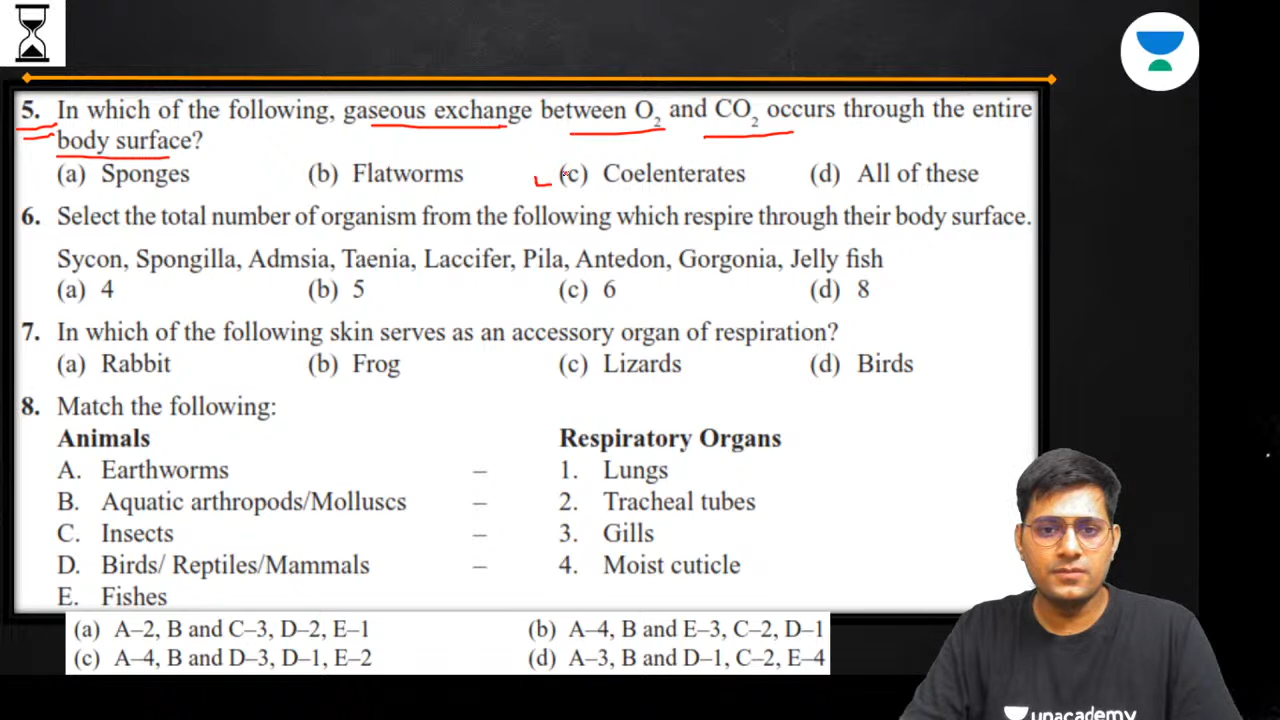 5. In which of the following, gaseous exchange between O₂ and CO₂ occurs through the entire
body surface?
(a) Sponges (b) Flatworms (c) Coelenterates (d) All of these
6. Select the total number of organism from the following which respire through their body surface.
Sycon, Spongilla, Admsia, Taenia, Laccifer, Pila, Antedon, Gorgonia, Jelly fish
(a) 4 (b) 5 (c) 6 (d) 8
7. In which of the following skin serves as an accessory organ of respiration?
(a) Rabbit (b) Frog (c) Lizards (d) Birds
8. Match the following:
Animals Respiratory Organs
A. Earthworms – 1. Lungs
B. Aquatic arthropods/Molluscs – 2. Tracheal tubes
C. Insects – 3. Gills
D. Birds/ Reptiles/Mammals – 4. Moist cuticle
E. Fishes
(a) A–2, B and C–3, D–2, E–1 (b) A–4, B and E–3, C–2, D–1
(c) A–4, B and D–3, D–1, E–2 (d) A–3, B and D–1, C–2, E–4
unacademy